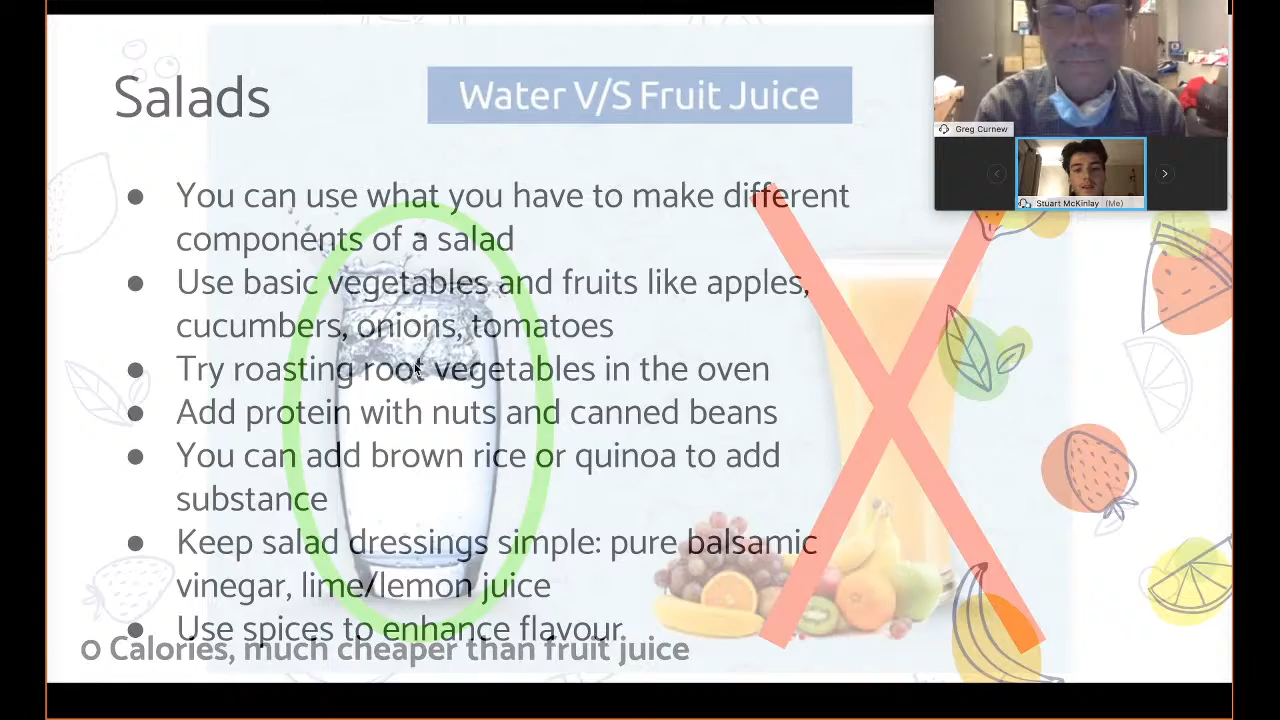 Salads
Water V/S Fruit Juice
Greg Curnew
Stuart McKinlay (Me)
● You can use what you have to make different
components of a salad
● Use basic vegetables and fruits like apples,
cucumbers, onions, tomatoes
● Try roasting root vegetables in the oven
● Add protein with nuts and canned beans
● You can add brown rice or quinoa to add
substance
● Keep salad dressings simple: pure balsamic
vinegar, lime/lemon juice
● Use spices to enhance flavour
0 Calories, much cheaper than fruit juice